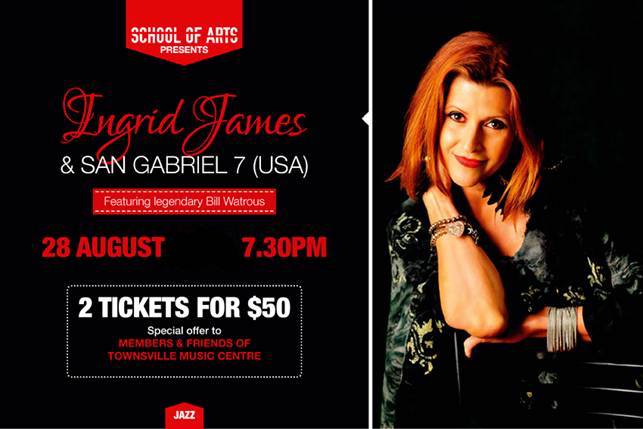 SCHOOL OF ARTS
PRESENTS
Ingrid James
& SAN GABRIEL 7 (USA)
Featuring legendary Bill Watrous
28 AUGUST 7.30PM
2 TICKETS FOR $50
Special offer to
MEMBERS & FRIENDS OF
TOWNSVILLE MUSIC CENTRE
JAZZ